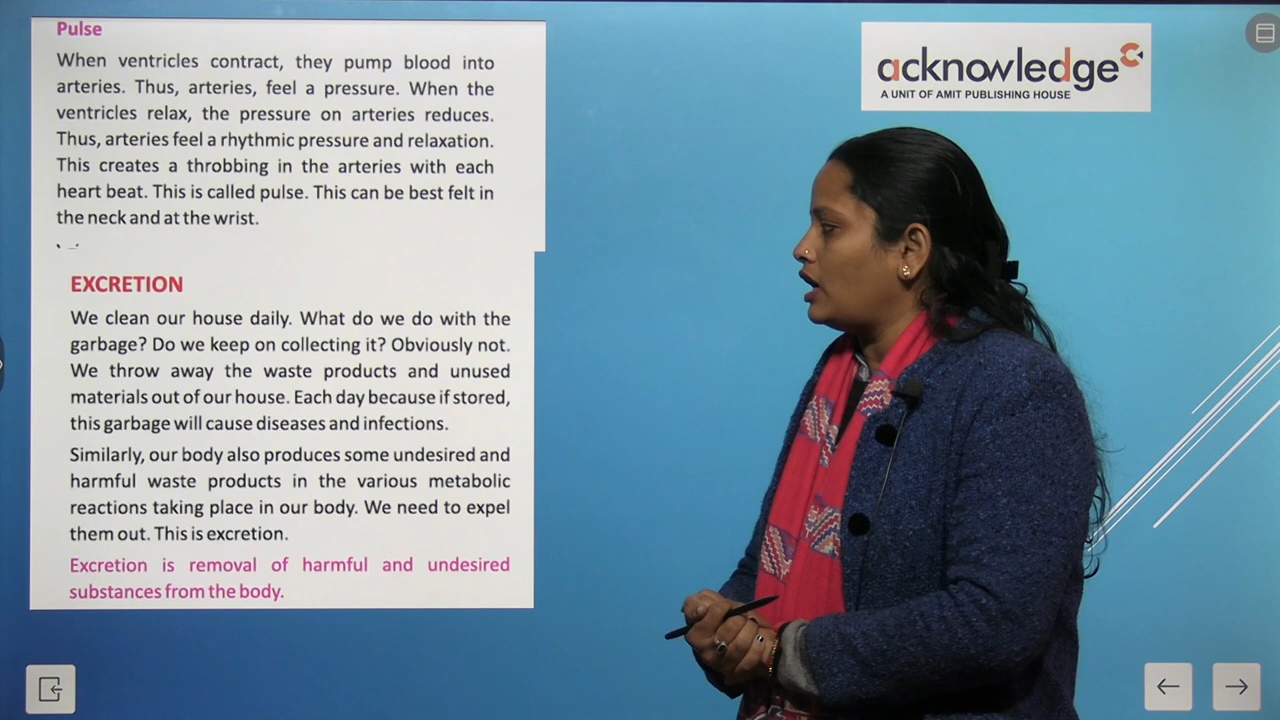 Pulse
When ventricles contract, they pump blood into
arteries. Thus, arteries, feel a pressure. When the
ventricles relax, the pressure on arteries reduces.
Thus, arteries feel a rhythmic pressure and relaxation.
This creates a throbbing in the arteries with each
heart beat. This is called pulse. This can be best felt in
the neck and at the wrist.
EXCRETION
We clean our house daily. What do we do with the
garbage? Do we keep on collecting it? Obviously not.
We throw away the waste products and unused
materials out of our house. Each day because if stored,
this garbage will cause diseases and infections.
Similarly, our body also produces some undesired and
harmful waste products in the various metabolic
reactions taking place in our body. We need to expel
them out. This is excretion.
Excretion is removal of harmful and undesired
substances from the body.
acknowledge
A UNIT OF AMIT PUBLISHING HOUSE